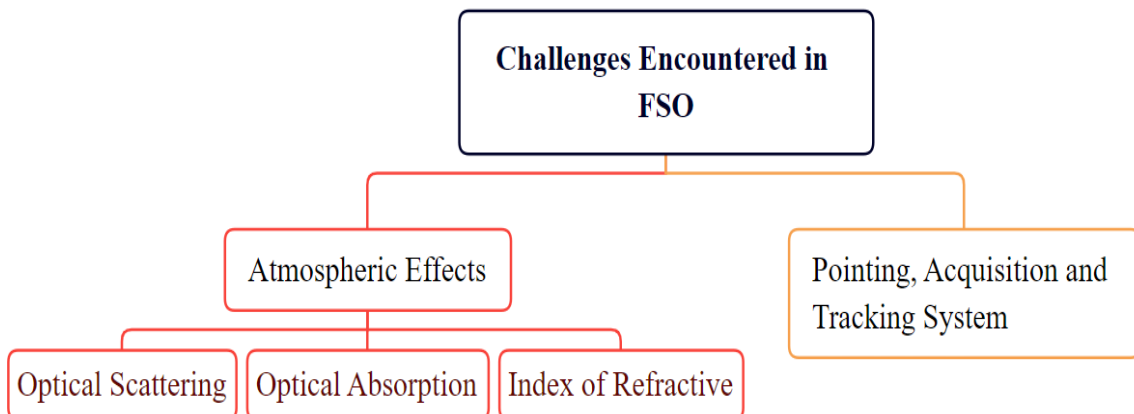 Challenges Encountered in
FSO
Atmospheric Effects
Pointing, Acquisition and
Tracking System
Optical Scattering
Optical Absorption
Index of Refractive